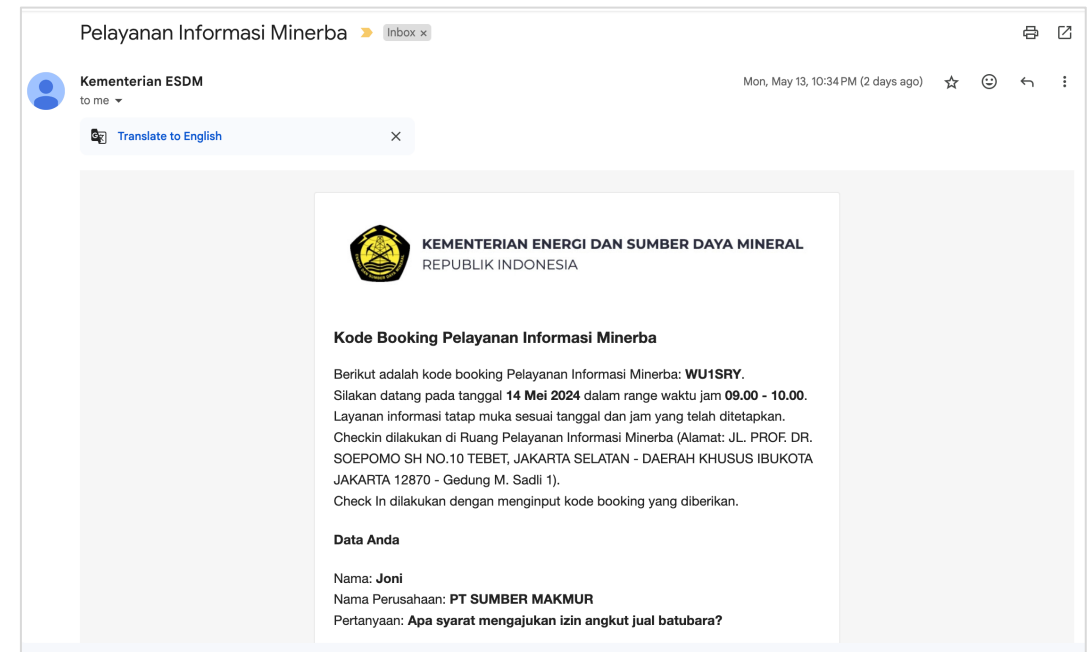 Pelayanan Informasi Minerba Inbox ×
Kementerian ESDM Mon, May 13, 10:34 PM (2 days ago)
to me
Translate to English
KEMENTERIAN ENERGI DAN SUMBER DAYA MINERAL
REPUBLIK INDONESIA
Kode Booking Pelayanan Informasi Minerba
Berikut adalah kode booking Pelayanan Informasi Minerba: WU1SRY.
Silakan datang pada tanggal 14 Mei 2024 dalam range waktu jam 09.00 - 10.00.
Layanan informasi tatap muka sesuai tanggal dan jam yang telah ditetapkan.
Checkin dilakukan di Ruang Pelayanan Informasi Minerba (Alamat: JL. PROF. DR.
SOEPOMO SH NO.10 TEBET, JAKARTA SELATAN - DAERAH KHUSUS IBUKOTA
JAKARTA 12870 - Gedung M. Sadli 1).
Check In dilakukan dengan menginput kode booking yang diberikan.
Data Anda
Nama: Joni
Nama Perusahaan: PT SUMBER MAKMUR
Pertanyaan: Apa syarat mengajukan izin angkut jual batubara?